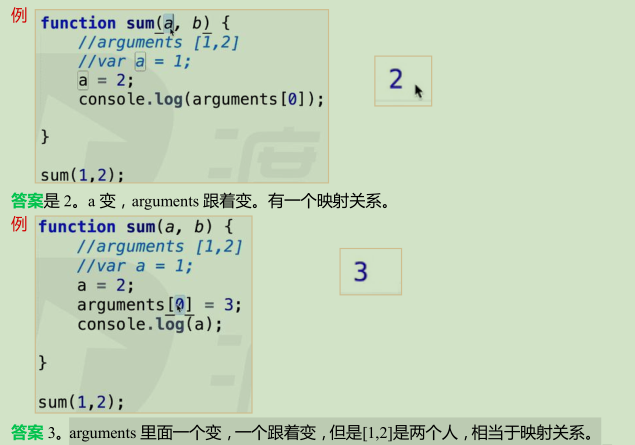 例
function sum(a, b) {
//arguments [1,2]
//var a = 1;
a = 2;
console.log(arguments[0]);
}
sum(1,2);
2
答案是 2。a 变，arguments 跟着变。有一个映射关系。
例
function sum(a, b) {
//arguments [1,2]
//var a = 1;
a = 2;
arguments[0] = 3;
console.log(a);
}
sum(1,2);
3
答案 3。arguments 里面一个变，一个跟着变，但是[1,2]是两个人，相当于映射关系。